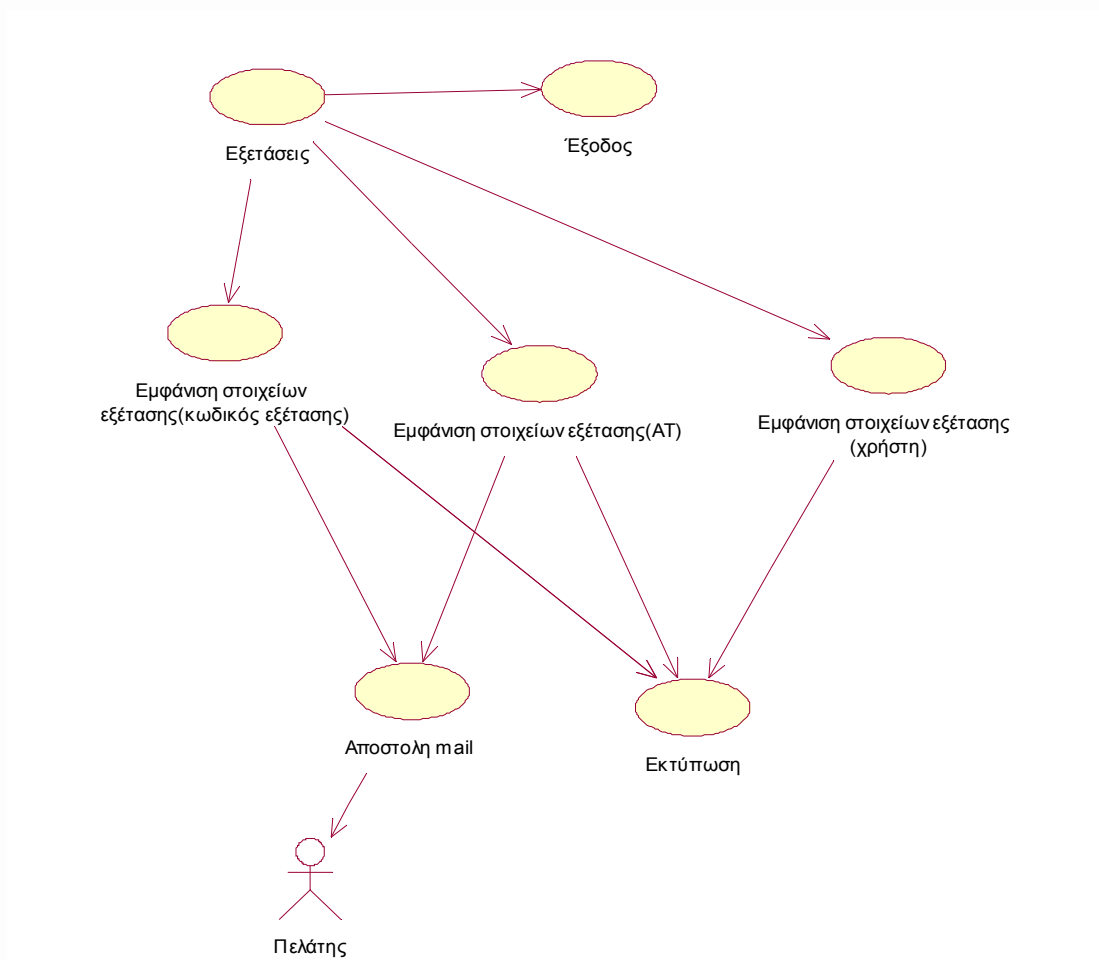 Έξοδος
Εξετάσεις
Εμφάνιση στοιχείων
εξέτασης(κωδικός εξέτασης)
Εμφάνιση στοιχείων εξέτασης(ΑΤ)
Εμφάνιση στοιχείων εξέτασης
(χρήστη)
Αποστολη mail
Εκτύπωση
Πελάτης